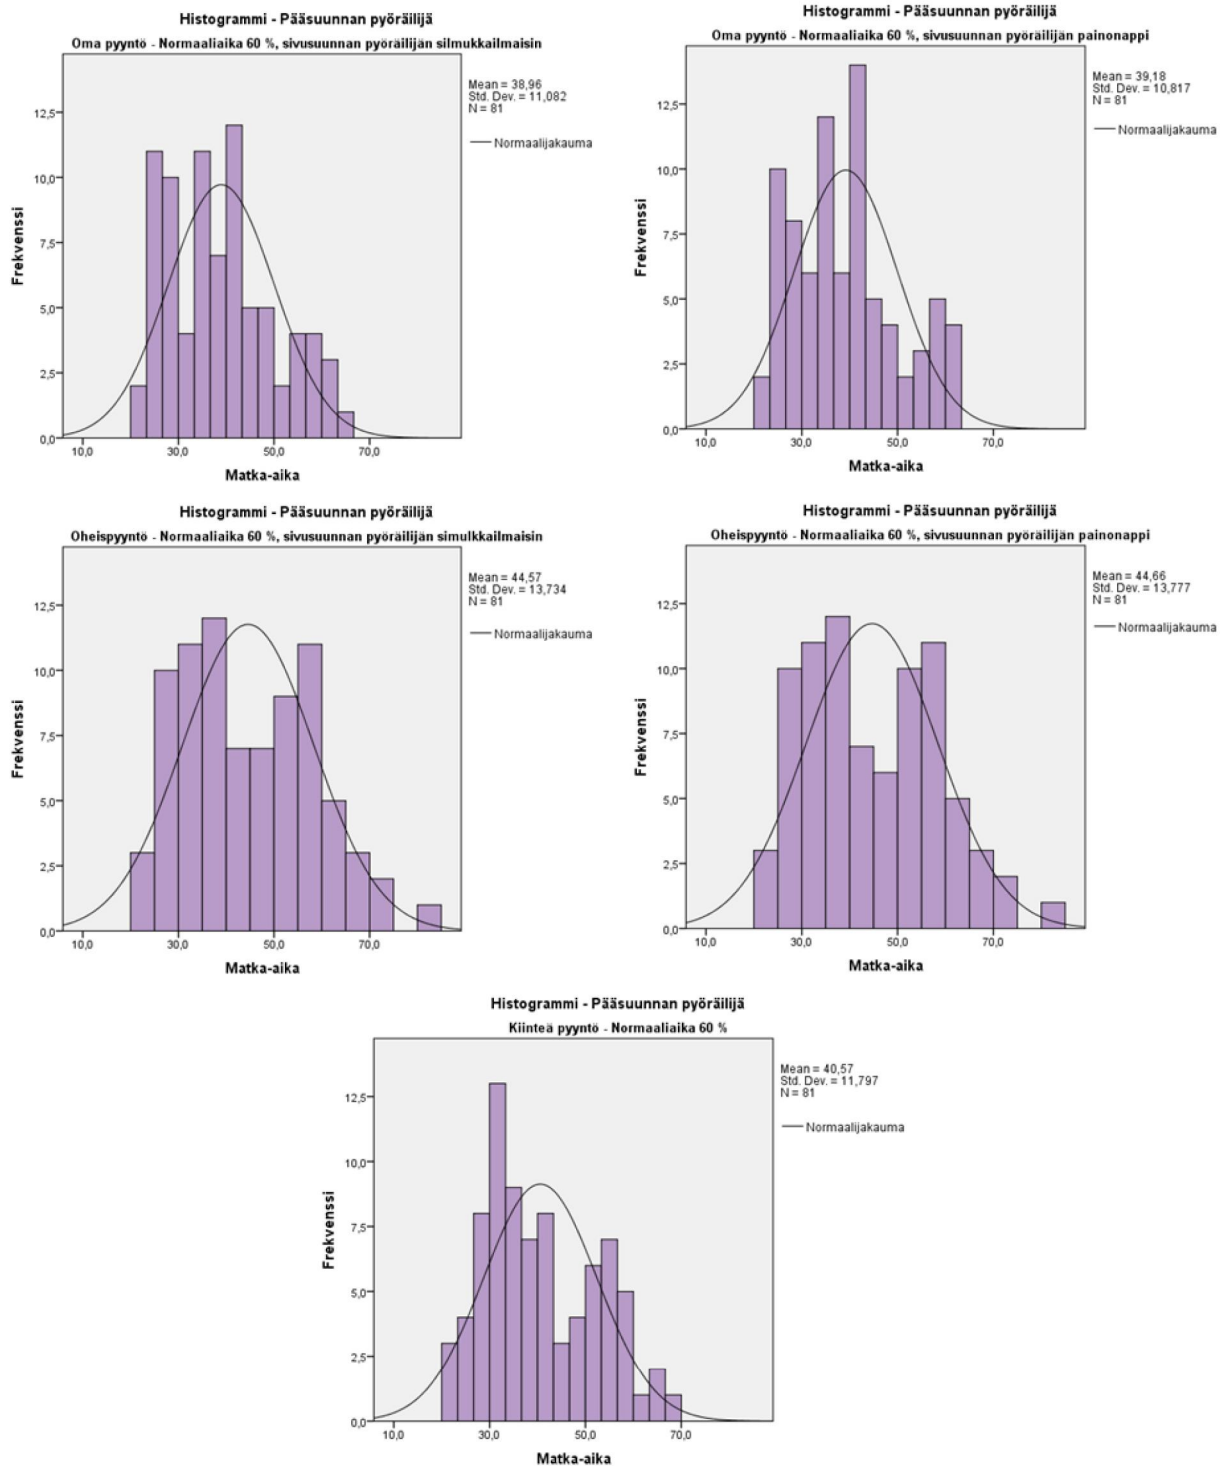 Histogrammi - Pääsuunnan pyöräilijä
Oma pyyntö - Normaaliaika 60 %, sivusuunnan pyöräilijän silmukkailmaisin
Mean = 38,96
Std. Dev. = 11,082
N = 81
Normaalijakauma
Frekvenssi
12,5
10,0
7,5
5,0
2,5
0,0
10,0 30,0 50,0 70,0
Matka-aika
Histogrammi - Pääsuunnan pyöräilijä
Oma pyyntö - Normaaliaika 60 %, sivusuunnan pyöräilijän painonappi
Mean = 39,18
Std. Dev. = 10,817
N = 81
Normaalijakauma
Frekvenssi
12,5
10,0
7,5
5,0
2,5
0,0
10,0 30,0 50,0 70,0
Matka-aika
Histogrammi - Pääsuunnan pyöräilijä
Oheispyyntö - Normaaliaika 60 %, sivusuunnan pyöräilijän simulkkailmaisin
Mean = 44,57
Std. Dev. = 13,734
N = 81
Normaalijakauma
Frekvenssi
12,5
10,0
7,5
5,0
2,5
0,0
10,0 30,0 50,0 70,0
Matka-aika
Histogrammi - Pääsuunnan pyöräilijä
Oheispyyntö - Normaaliaika 60 %, sivusuunnan pyöräilijän painonappi
Mean = 44,66
Std. Dev. = 13,777
N = 81
Normaalijakauma
Frekvenssi
12,5
10,0
7,5
5,0
2,5
0,0
10,0 30,0 50,0 70,0
Matka-aika
Histogrammi - Pääsuunnan pyöräilijä
Kiinteä pyyntö - Normaaliaika 60 %
Mean = 40,57
Std. Dev. = 11,797
N = 81
Normaalijakauma
Frekvenssi
12,5
10,0
7,5
5,0
2,5
0,0
10,0 30,0 50,0 70,0
Matka-aika